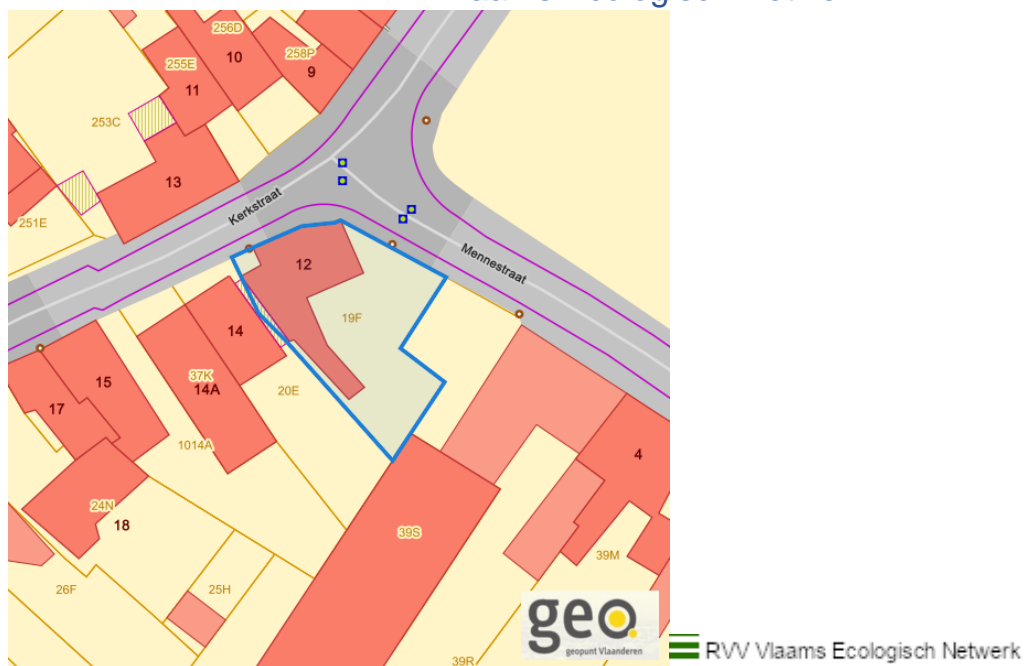 256D
10
258P
9
255E
11
253C
13
251E
Kerkstraat
Mennestraat
12
19F
14
37K
14A
20E
15
17
1014A
4
24N
18
39S
39M
26F
25H
39R
geo
geopunt Vlaanderen
RVV Vlaams Ecologisch Netwerk